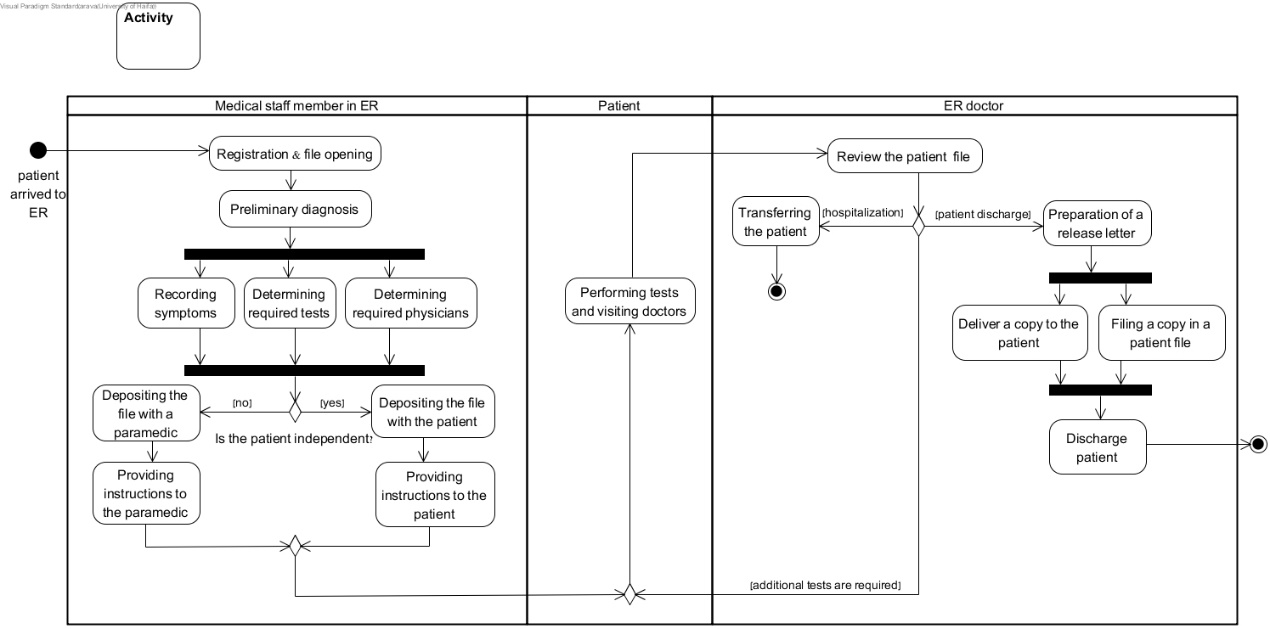 Visual Paradigm Standard(arava(University of Haifa))
Activity
Medical staff member in ER
Patient
ER doctor
patient
arrived to
ER
Registration & file opening
Preliminary diagnosis
Recording
symptoms
Determining
required tests
Determining
required physicians
Depositing the
file with a
paramedic
[no]
[yes]
Depositing the file
with the patient
Is the patient independent?
Providing
instructions to
the paramedic
Providing
instructions to the
patient
Performing tests
and visiting doctors
Review the patient  file
Transferring
the patient
[hospitalization]
[patient discharge]
Preparation of a
release letter
Deliver a copy to the
patient
Filing a copy in a
patient file
Discharge
patient
[additional tests are required]